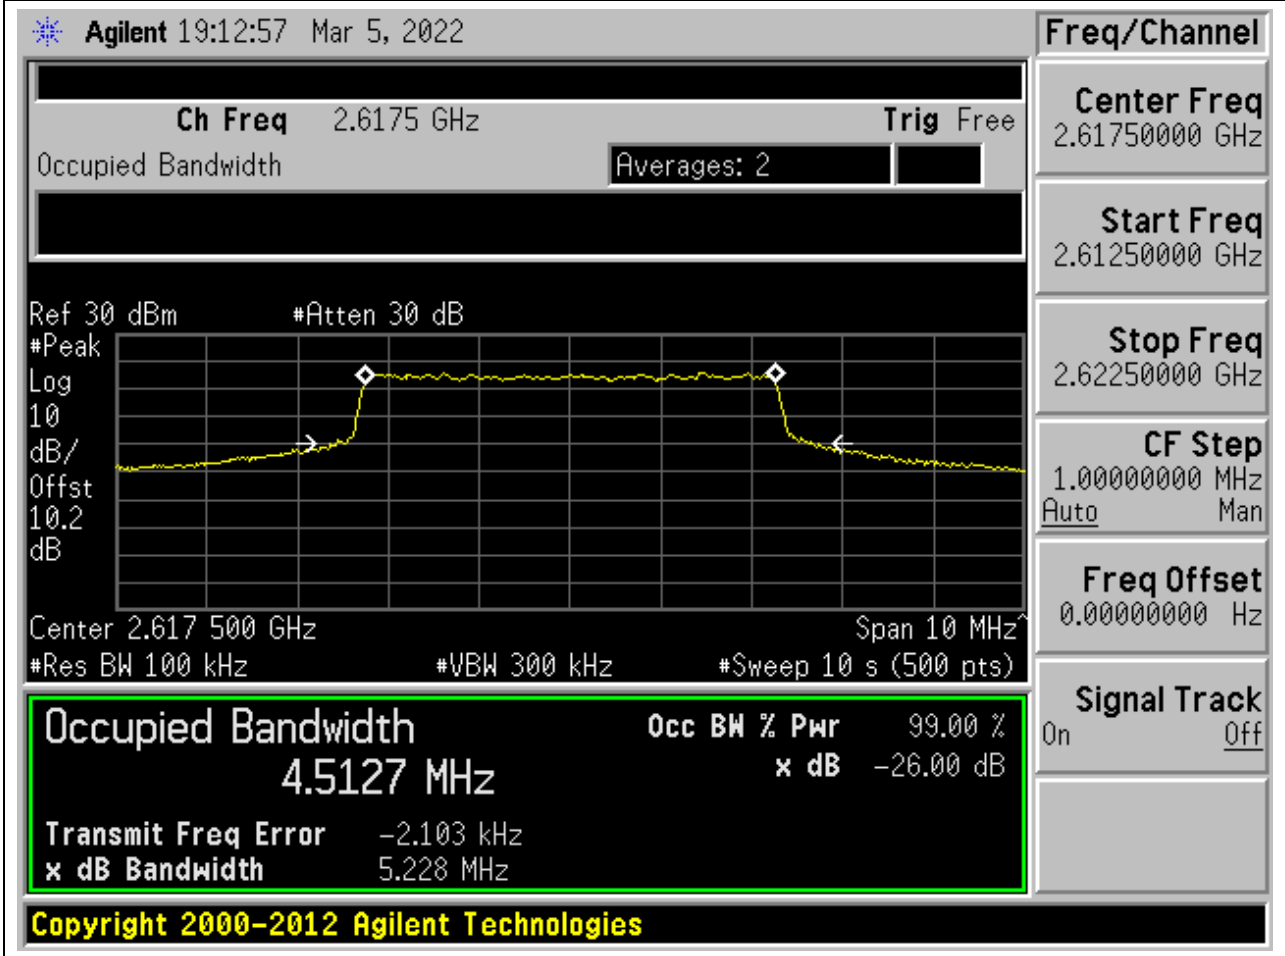 Agilent 19:12:57 Mar 5, 2022
Freq/Channel
Ch Freq 2.6175 GHz Trig Free
Occupied Bandwidth Averages: 2
Ref 30 dBm #Atten 30 dB
#Peak
Log
10
dB/
Offst
10.2
dB
Center 2.617 500 GHz Span 10 MHz^
#Res BW 100 kHz #VBW 300 kHz #Sweep 10 s (500 pts)
Occupied Bandwidth Occ BW % Pwr 99.00 %
4.5127 MHz x dB -26.00 dB
Transmit Freq Error -2.103 kHz
x dB Bandwidth 5.228 MHz
Center Freq
2.61750000 GHz
Start Freq
2.61250000 GHz
Stop Freq
2.62250000 GHz
CF Step
1.00000000 MHz
Auto Man
Freq Offset
0.00000000 Hz
Signal Track
On Off
Copyright 2000-2012 Agilent Technologies